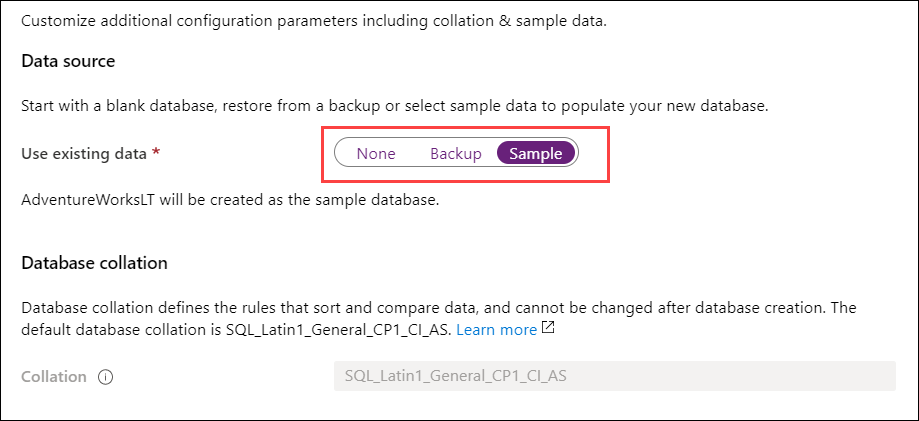 Customize additional configuration parameters including collation & sample data.
Data source
Start with a blank database, restore from a backup or select sample data to populate your new database.
Use existing data *
None Backup Sample
AdventureWorksLT will be created as the sample database.
Database collation
Database collation defines the rules that sort and compare data, and cannot be changed after database creation. The
default database collation is SQL_Latin1_General_CP1_CI_AS. Learn more
Collation
SQL_Latin1_General_CP1_CI_AS